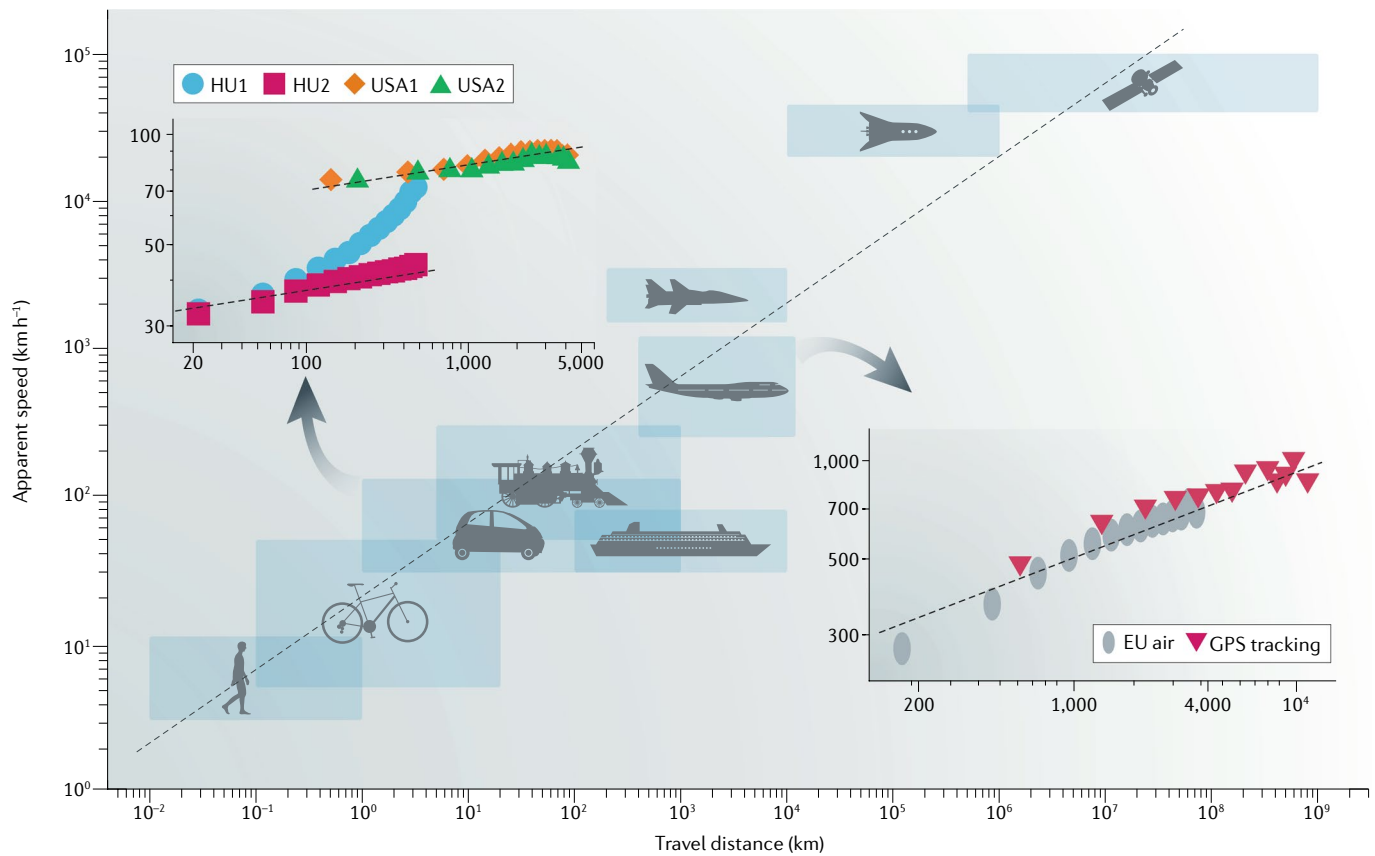 10⁵
10⁴
10³
10²
10¹
10⁰
Apparent speed (km h⁻¹)
HU1 HU2 USA1 USA2
100
70
50
30
20 100 1,000 5,000
1,000
700
500
300
EU air GPS tracking
200 1,000 4,000 10⁴
10⁻² 10⁻¹ 10⁰ 10¹ 10² 10³ 10⁴ 10⁵ 10⁶ 10⁷ 10⁸ 10⁹
Travel distance (km)